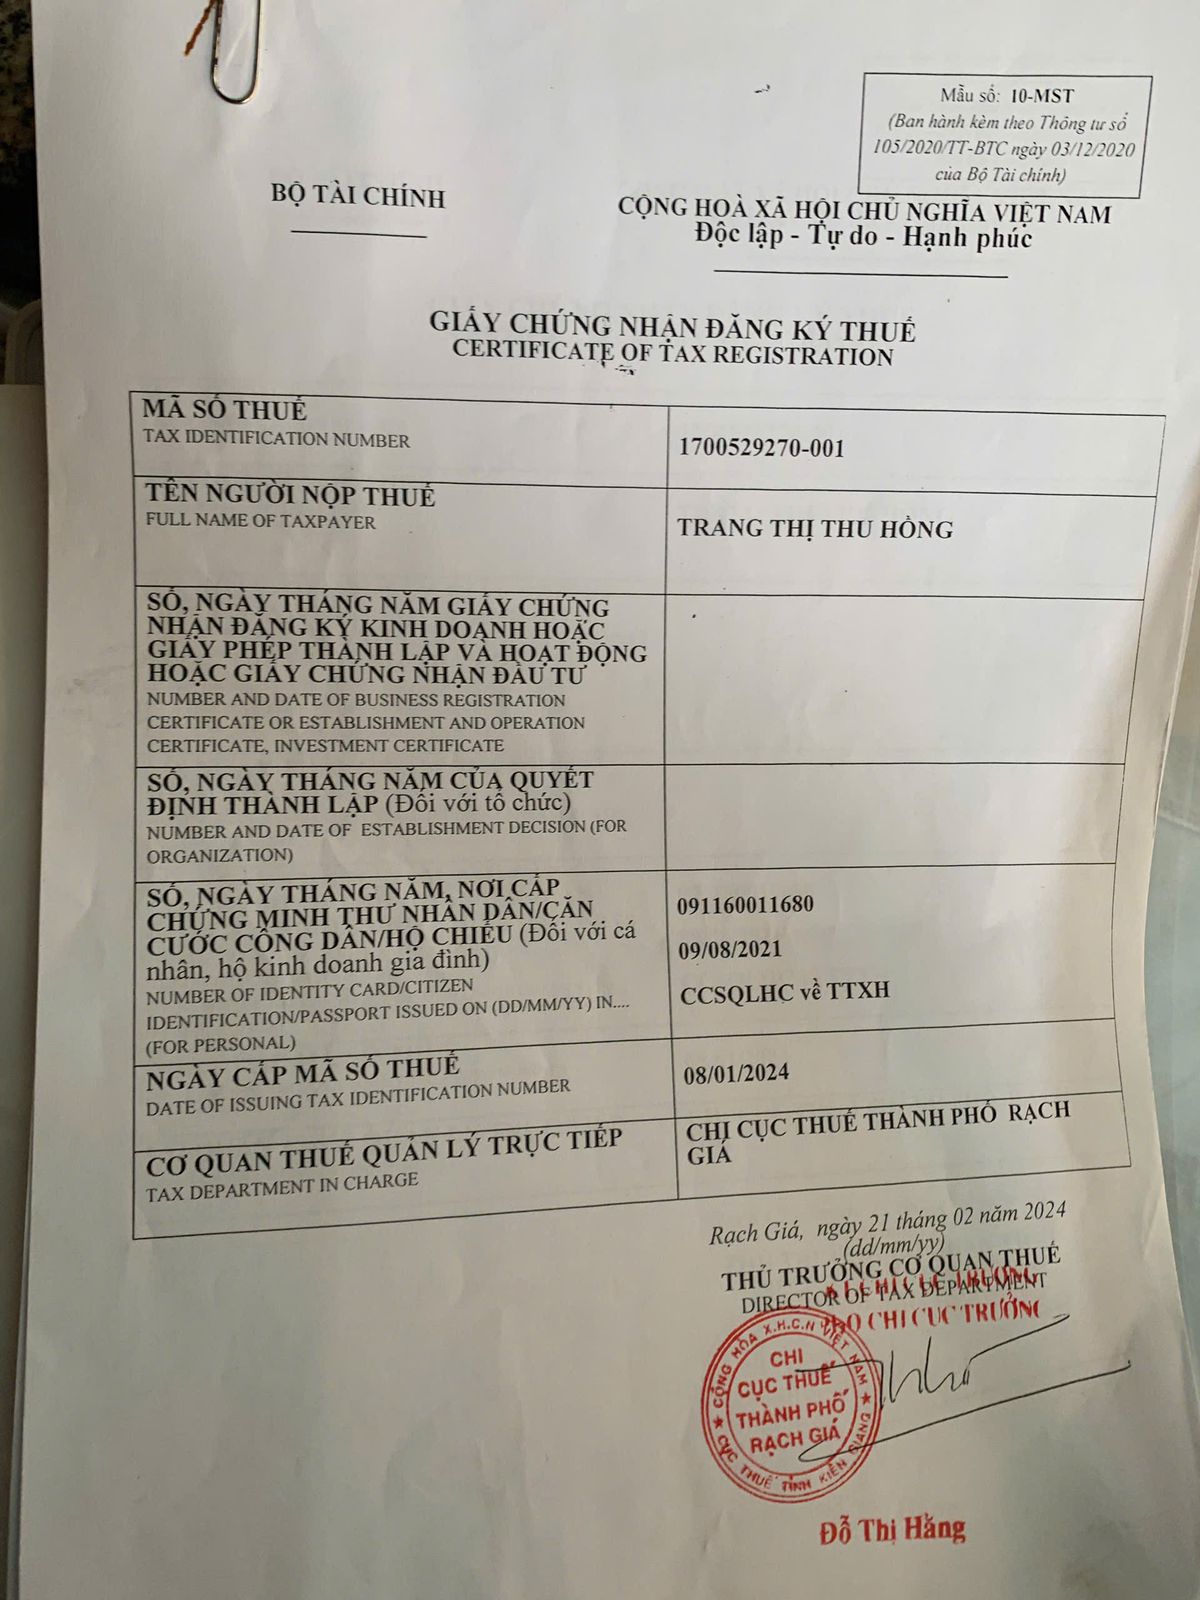 Mẫu số: 10-MST
(Ban hành kèm theo Thông tư số
105/2020/TT-BTC ngày 03/12/2020
của Bộ Tài chính)
BỘ TÀI CHÍNH
CỘNG HOÀ XÃ HỘI CHỦ NGHĨA VIỆT NAM
Độc lập - Tự do - Hạnh phúc
GIẤY CHỨNG NHẬN ĐĂNG KÝ THUẾ
CERTIFICATE OF TAX REGISTRATION
MÃ SỐ THUẾ
TAX IDENTIFICATION NUMBER
1700529270-001
TÊN NGƯỜI NỘP THUẾ
FULL NAME OF TAXPAYER
TRANG THỊ THU HỒNG
SỐ, NGÀY THÁNG NĂM GIẤY CHỨNG
NHẬN ĐĂNG KÝ KINH DOANH HOẶC
GIẤY PHÉP THÀNH LẬP VÀ HOẠT ĐỘNG
HOẶC GIẤY CHỨNG NHẬN ĐẦU TƯ
NUMBER AND DATE OF BUSINESS REGISTRATION
CERTIFICATE OR ESTABLISHMENT AND OPERATION
CERTIFICATE, INVESTMENT CERTIFICATE
SỐ, NGÀY THÁNG NĂM CỦA QUYẾT
ĐỊNH THÀNH LẬP (Đối với tổ chức)
NUMBER AND DATE OF ESTABLISHMENT DECISION (FOR
ORGANIZATION)
SỐ, NGÀY THÁNG NĂM, NƠI CẤP
CHỨNG MINH THƯ NHÂN DÂN/CĂN
CƯỚC CÔNG DÂN/HỘ CHIẾU (Đối với cá
nhân, hộ kinh doanh gia đình)
NUMBER OF IDENTITY CARD/CITIZEN
IDENTIFICATION/PASSPORT ISSUED ON (DD/MM/YY) IN....
(FOR PERSONAL)
091160011680
09/08/2021
CCSQLHC về TTXH
NGÀY CẤP MÃ SỐ THUẾ
DATE OF ISSUING TAX IDENTIFICATION NUMBER
08/01/2024
CƠ QUAN THUẾ QUẢN LÝ TRỰC TIẾP
TAX DEPARTMENT IN CHARGE
CHI CỤC THUẾ THÀNH PHỐ RẠCH
GIÁ
Rạch Giá, ngày 21 tháng 02 năm 2024
(dd/mm/yy)
THỦ TRƯỞNG CƠ QUAN THUẾ
DIRECTOR OF TAX DEPARTMENT
CHI CỤC TRƯỞNG
CHI CỤC TRƯỞNG
CỘNG HÒA X.H.C.N VIỆT NAM
CHI
CỤC THUẾ
THÀNH PHỐ
RẠCH GIÁ
CỤC THUẾ TỈNH KIÊN GIANG
Đỗ Thị Hằng